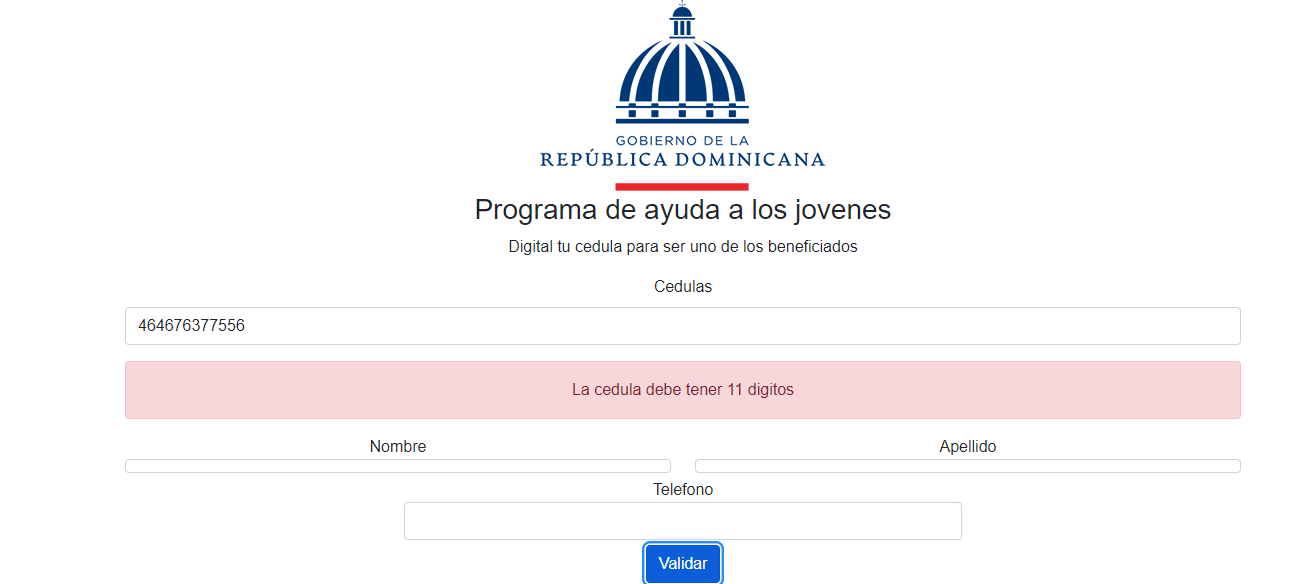 GOBIERNO DE LA
REPÚBLICA DOMINICANA
Programa de ayuda a los jovenes
Digital tu cedula para ser uno de los beneficiados
Cedulas
464676377556
La cedula debe tener 11 digitos
Nombre
Apellido
Telefono
Validar